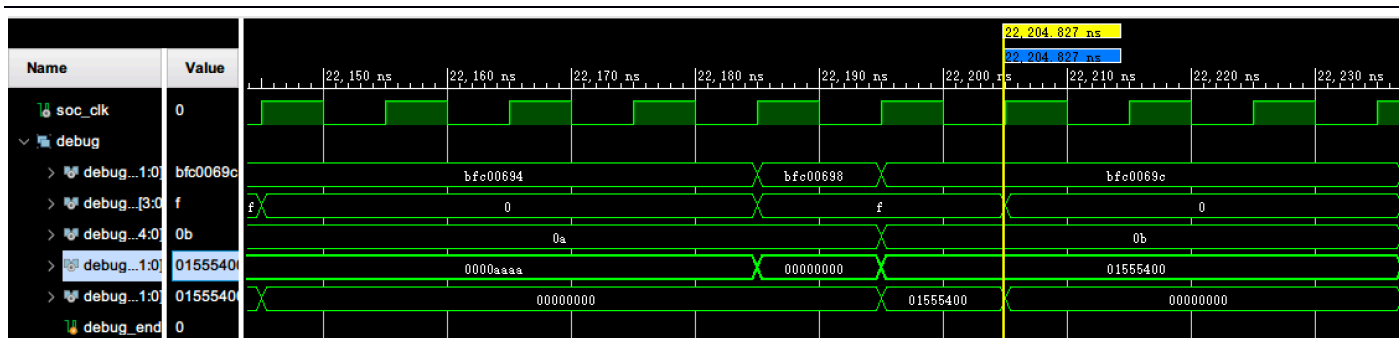 22,204.827 ns
22,204.827 ns
Name Value 22,150 ns 22,160 ns 22,170 ns 22,180 ns 22,190 ns 22,200 ns 22,210 ns 22,220 ns 22,230 ns
soc_clk 0
debug
debug...1:0] bfc0069c bfc00694 bfc00698 bfc0069c
debug...[3:0 f f 0 f 0
debug...4:0] 0b 0a 0b
debug...1:0] 01555400 0000aaaa 00000000 01555400
debug...1:0] 01555400 00000000 01555400 00000000
debug_end 0